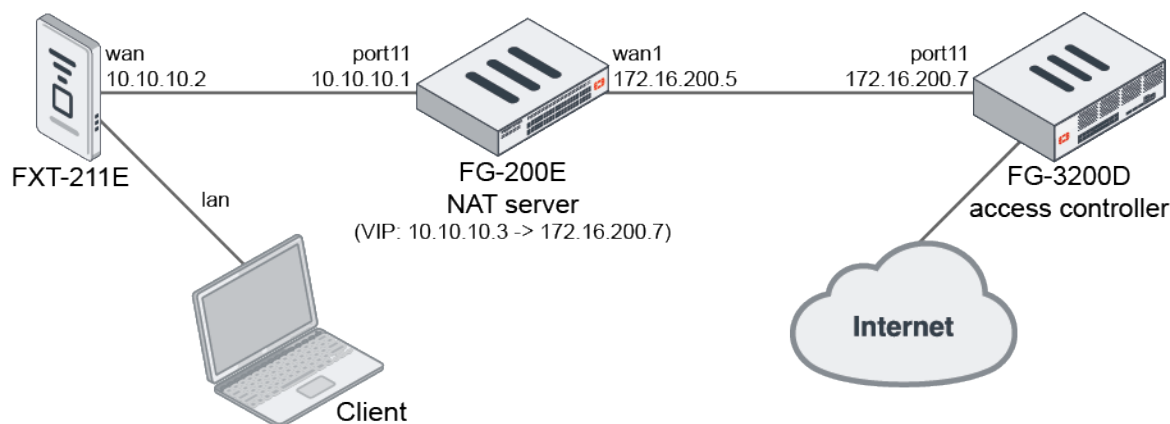 wan
10.10.10.2
port11
10.10.10.1
wan1
172.16.200.5
port11
172.16.200.7
FXT-211E
FG-200E
NAT server
(VIP: 10.10.10.3 -> 172.16.200.7)
FG-3200D
access controller
lan
Internet
Client